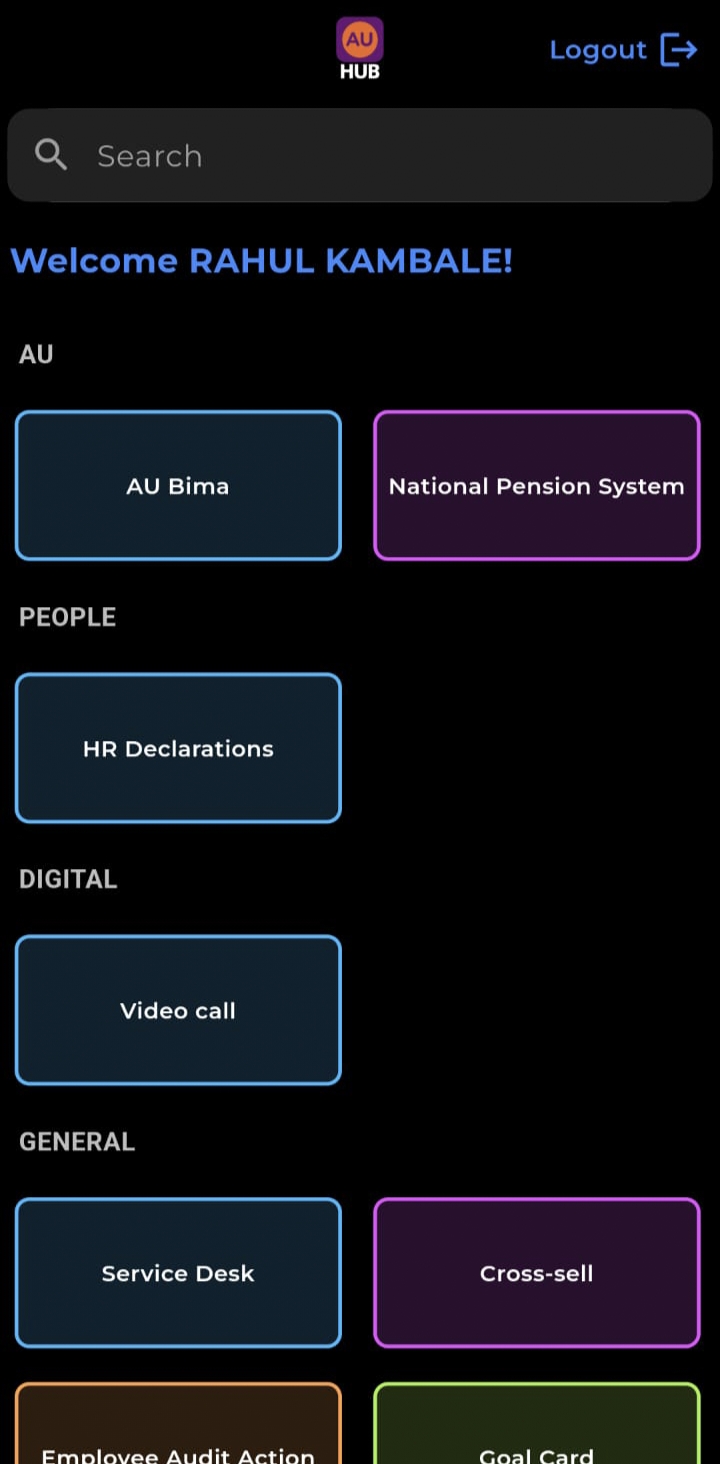 AU
HUB
Logout
Search
Welcome RAHUL KAMBALE!
AU
AU Bima
National Pension System
PEOPLE
HR Declarations
DIGITAL
Video call
GENERAL
Service Desk
Cross-sell
Employee Audit Action
Goal Card